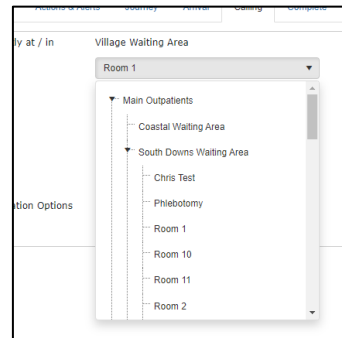 Actions & Alerts Journey Arrival Calling Complete
ly at / in Village Waiting Area
Room 1
Main Outpatients
Coastal Waiting Area
South Downs Waiting Area
Chris Test
Phlebotomy
Room 1
ation Options
Room 10
Room 11
Room 2